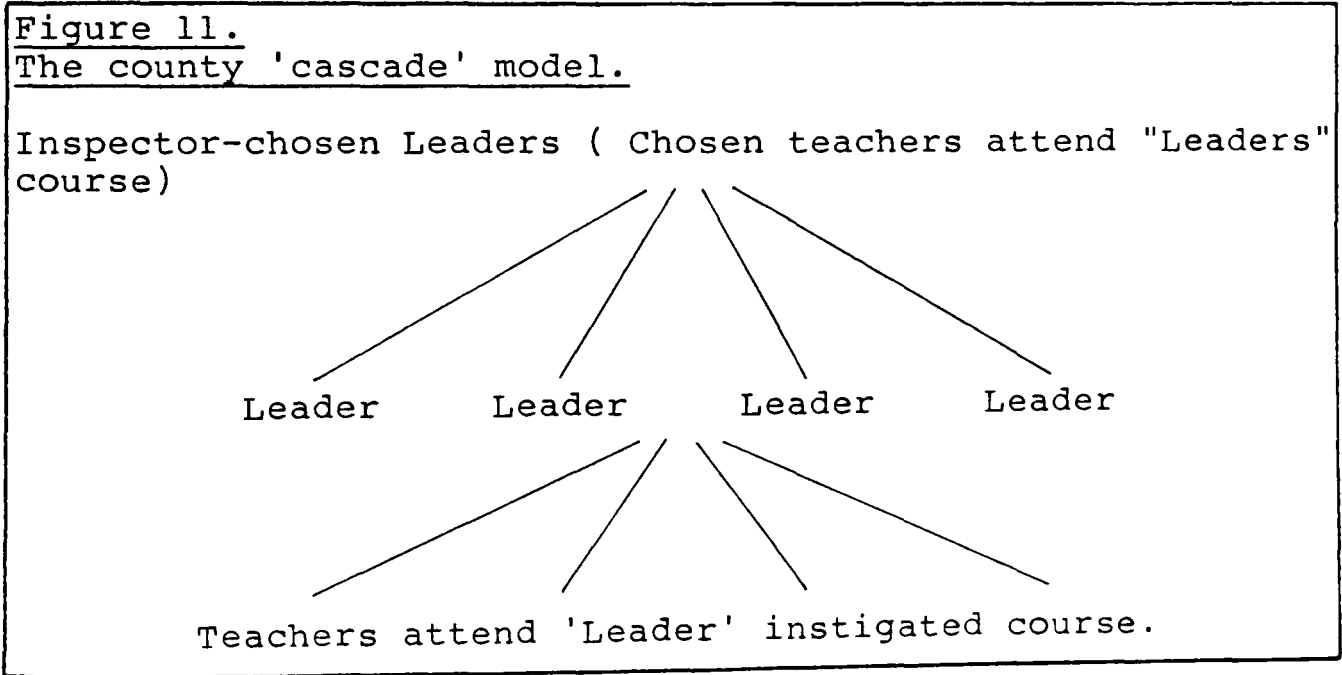 Figure 11.
The county 'cascade' model.
Inspector-chosen Leaders ( Chosen teachers attend "Leaders"
course)
Leader Leader Leader Leader
Teachers attend 'Leader' instigated course.